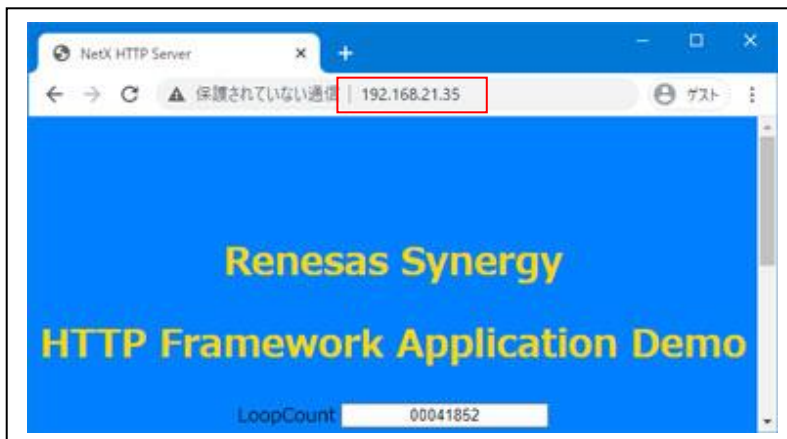 NetX HTTP Server
保護されていない通信 | 192.168.21.35 ゲスト
Renesas Synergy
HTTP Framework Application Demo
LoopCount 00041852